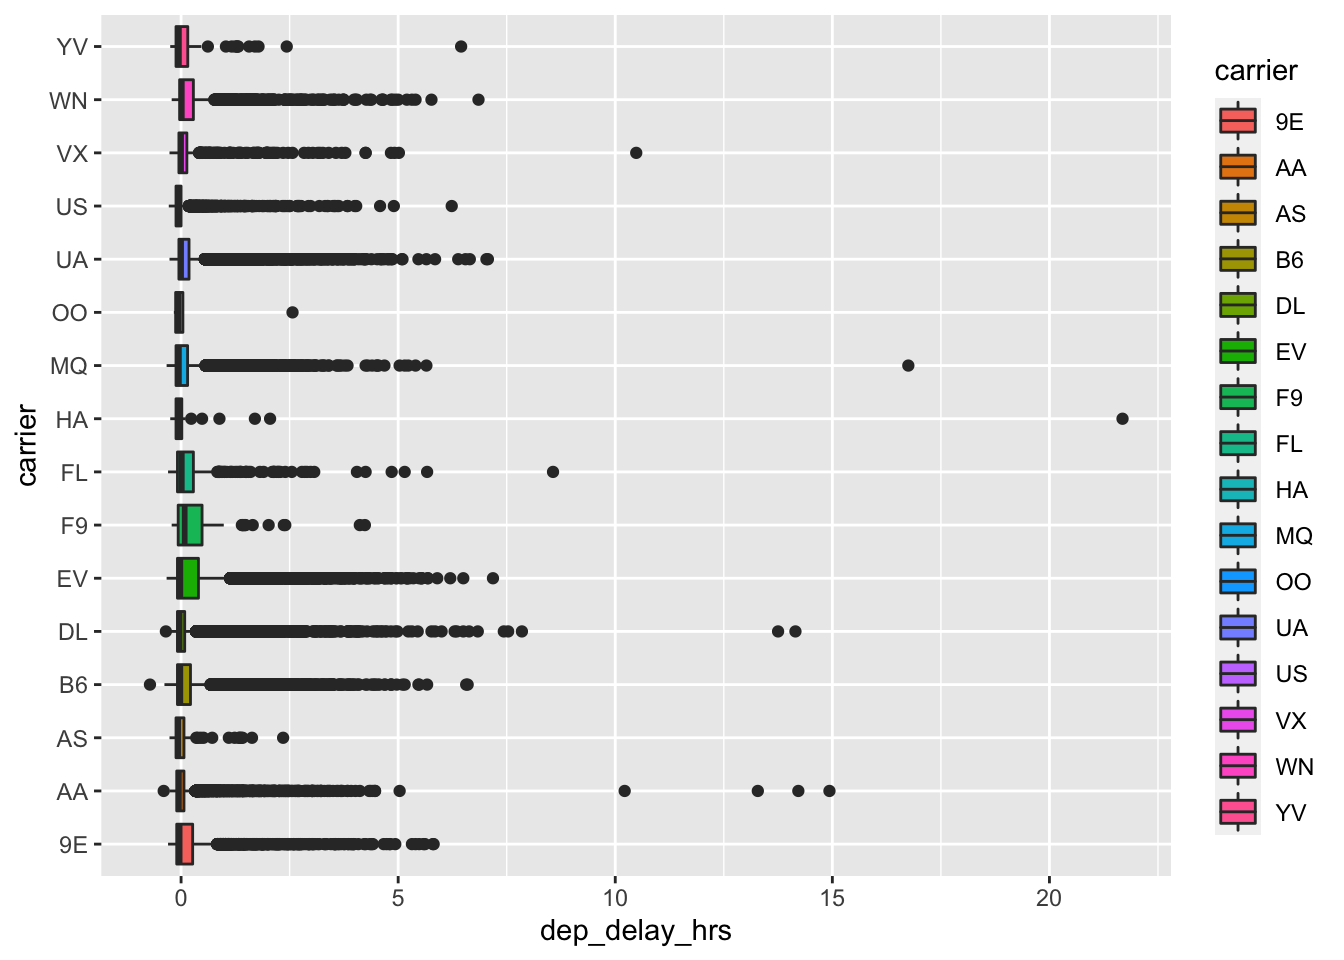 YV
WN
VX
US
UA
OO
MQ
HA
FL
F9
EV
DL
B6
AS
AA
9E
carrier
0 5 10 15 20
dep_delay_hrs
carrier
9E
AA
AS
B6
DL
EV
F9
FL
HA
MQ
OO
UA
US
VX
WN
YV